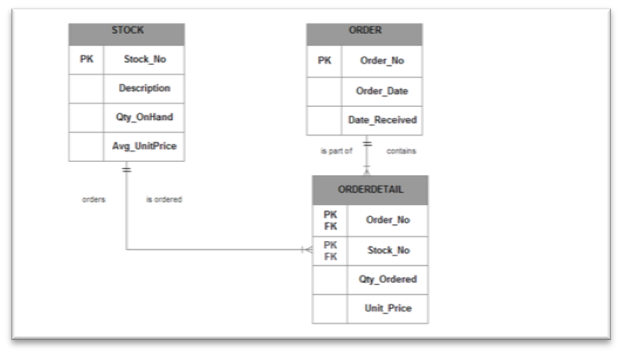 STOCK
PK Stock_No
Description
Qty_OnHand
Avg_UnitPrice
ORDER
PK Order_No
Order_Date
Date_Received
is part of contains
orders is ordered
ORDERDETAIL
PK
FK Order_No
PK
FK Stock_No
Qty_Ordered
Unit_Price